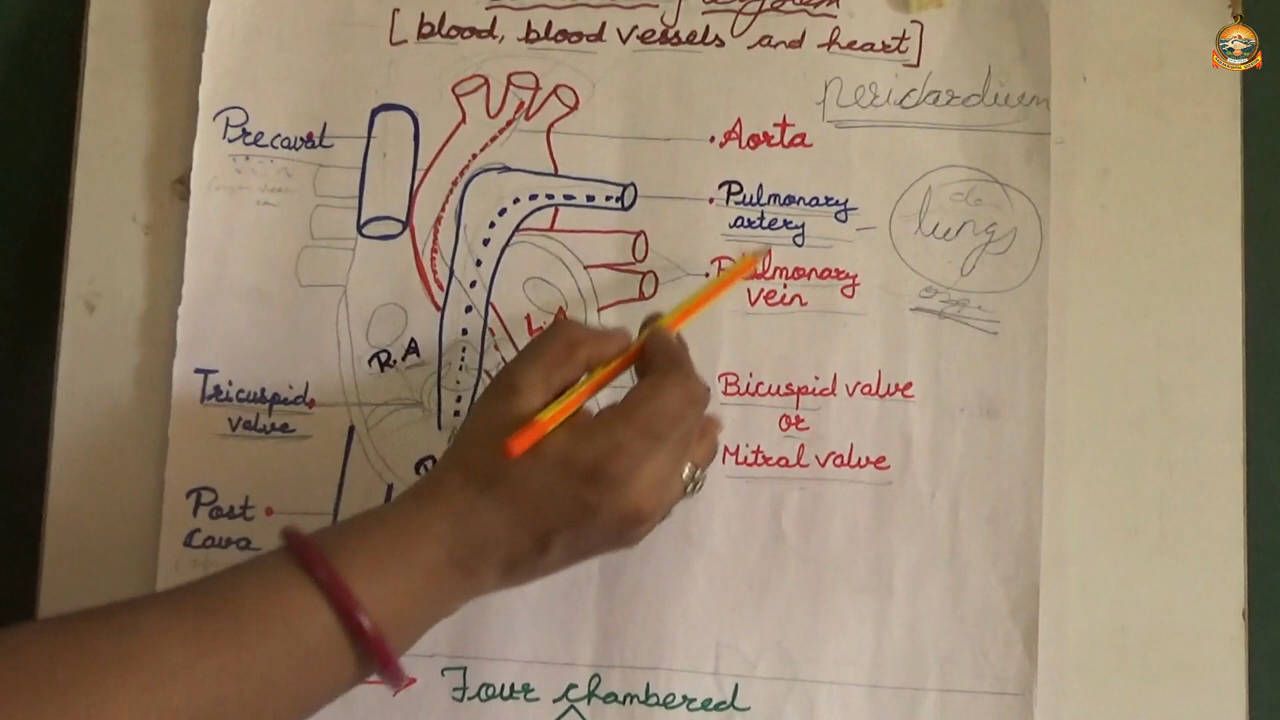 [blood, blood vessels and heart]
pericardium
Precaval
Aorta
Pulmonary
artery
lungs
Pulmonary
vein
L.A
R.A
Tricuspid
valve
Bicuspid valve
or
Mitral valve
Post
Cava
Four chambered